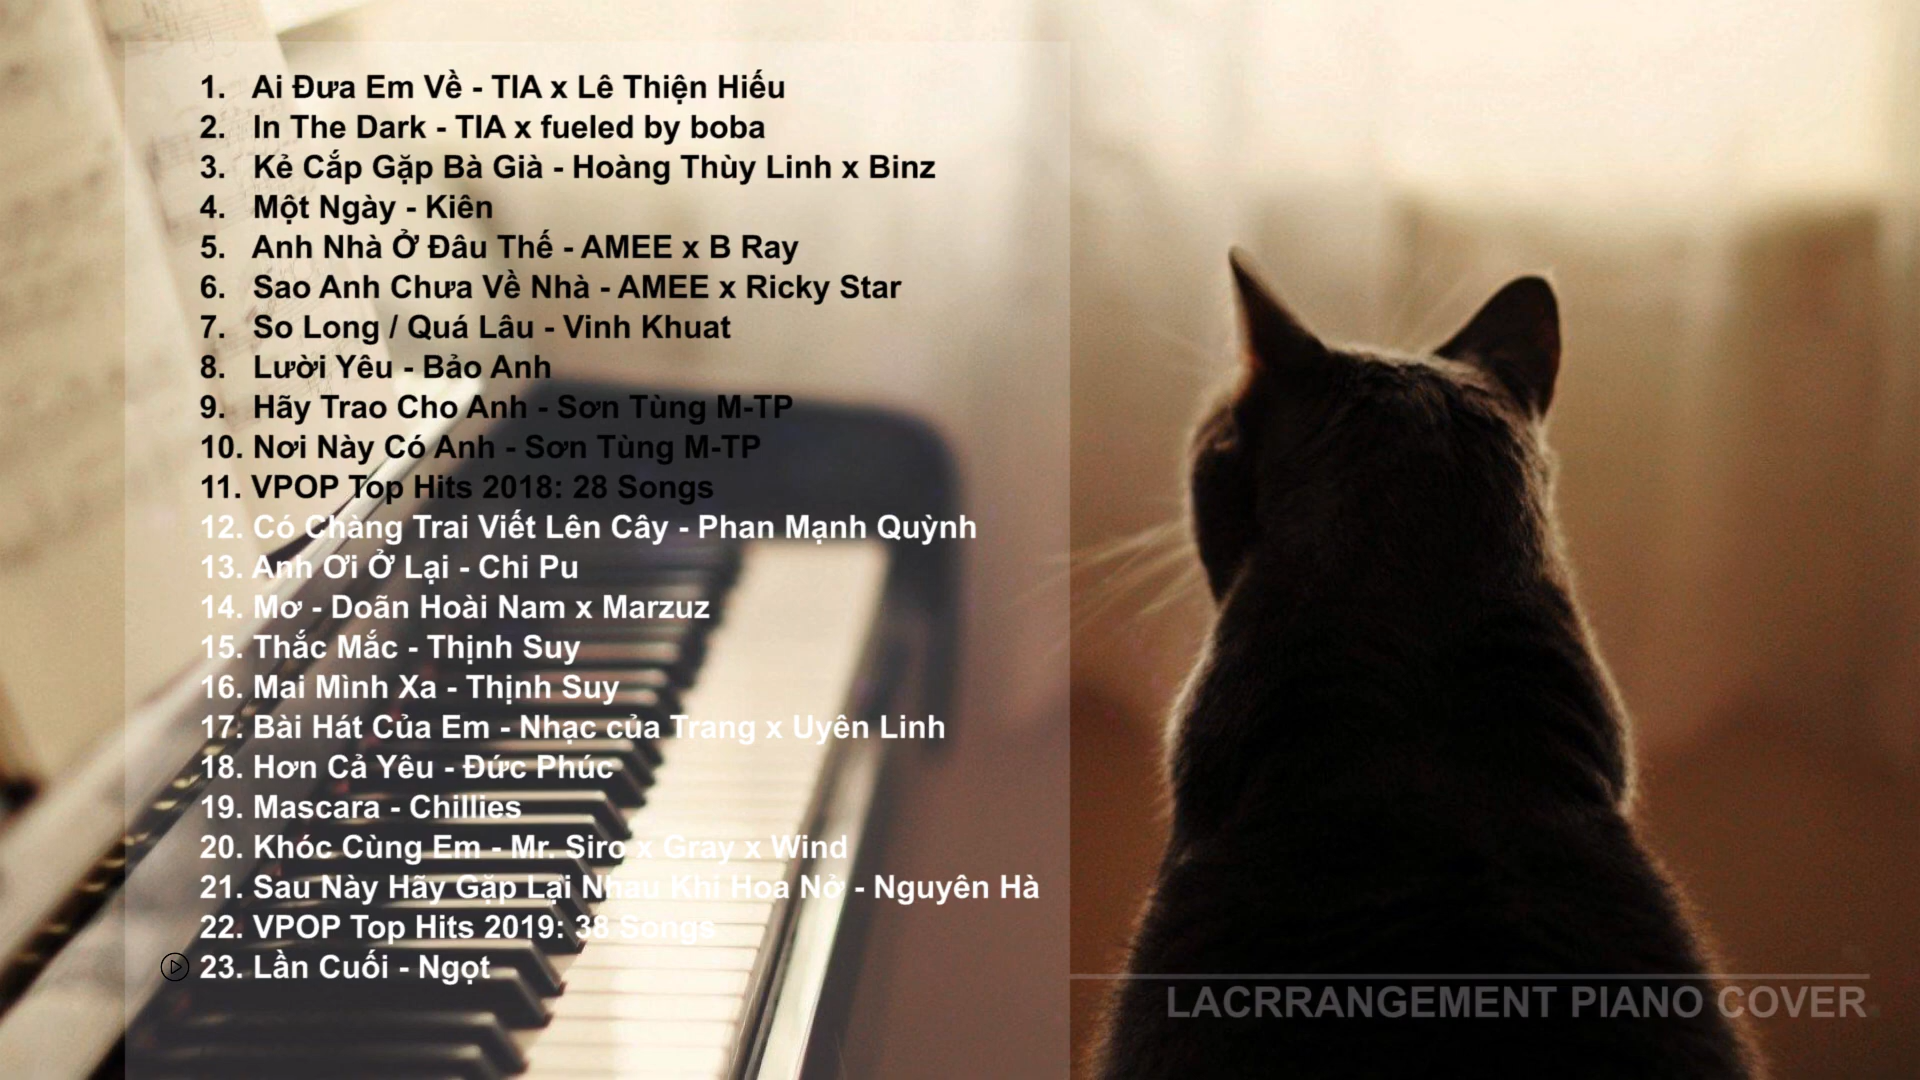 1. Ai Đưa Em Về - TIA x Lê Thiện Hiếu
2. In The Dark - TIA x fueled by boba
3. Kẻ Cắp Gặp Bà Già - Hoàng Thùy Linh x Binz
4. Một Ngày - Kiên
5. Anh Nhà Ở Đâu Thế - AMEE x B Ray
6. Sao Anh Chưa Về Nhà - AMEE x Ricky Star
7. So Long / Quá Lâu - Vinh Khuat
8. Lười Yêu - Bảo Anh
9. Hãy Trao Cho Anh - Sơn Tùng M-TP
10. Nơi Này Có Anh - Sơn Tùng M-TP
11. VPOP Top Hits 2018: 28 Songs
12. Có Chàng Trai Viết Lên Cây - Phan Mạnh Quỳnh
13. Anh Ơi Ở Lại - Chi Pu
14. Mơ - Doãn Hoài Nam x Marzuz
15. Thắc Mắc - Thịnh Suy
16. Mai Mình Xa - Thịnh Suy
17. Bài Hát Của Em - Nhạc của Trang x Uyên Linh
18. Hơn Cả Yêu - Đức Phúc
19. Mascara - Chillies
20. Khóc Cùng Em - Mr. Siro x Gray x Wind
21. Sau Này Hãy Gặp Lại Nhau Khi Hoa Nở - Nguyên Hà
22. VPOP Top Hits 2019: 38 Songs
23. Lần Cuối - Ngọt
LACRRANGEMENT PIANO COVER